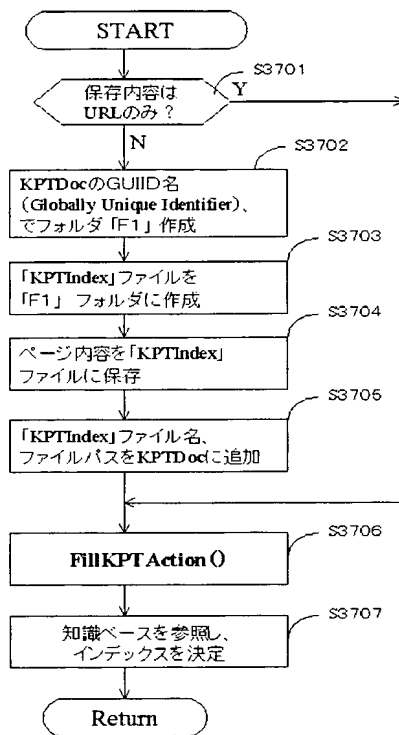 START
S3701
保存内容は
URLのみ？
Y
N
S3702
KPTDocのGUIID名
(Globally Unique Identifier)、
でフォルダ「F1」作成
S3703
「KPTIndex」ファイルを
「F1」 フォルダに作成
S3704
ページ内容を「KPTIndex」
ファイルに保存
S3705
「KPTIndex」ファイル名、
ファイルパスをKPTDocに追加
S3706
FillKPTAction()
S3707
知識ベースを参照し、
インデックスを決定
Return